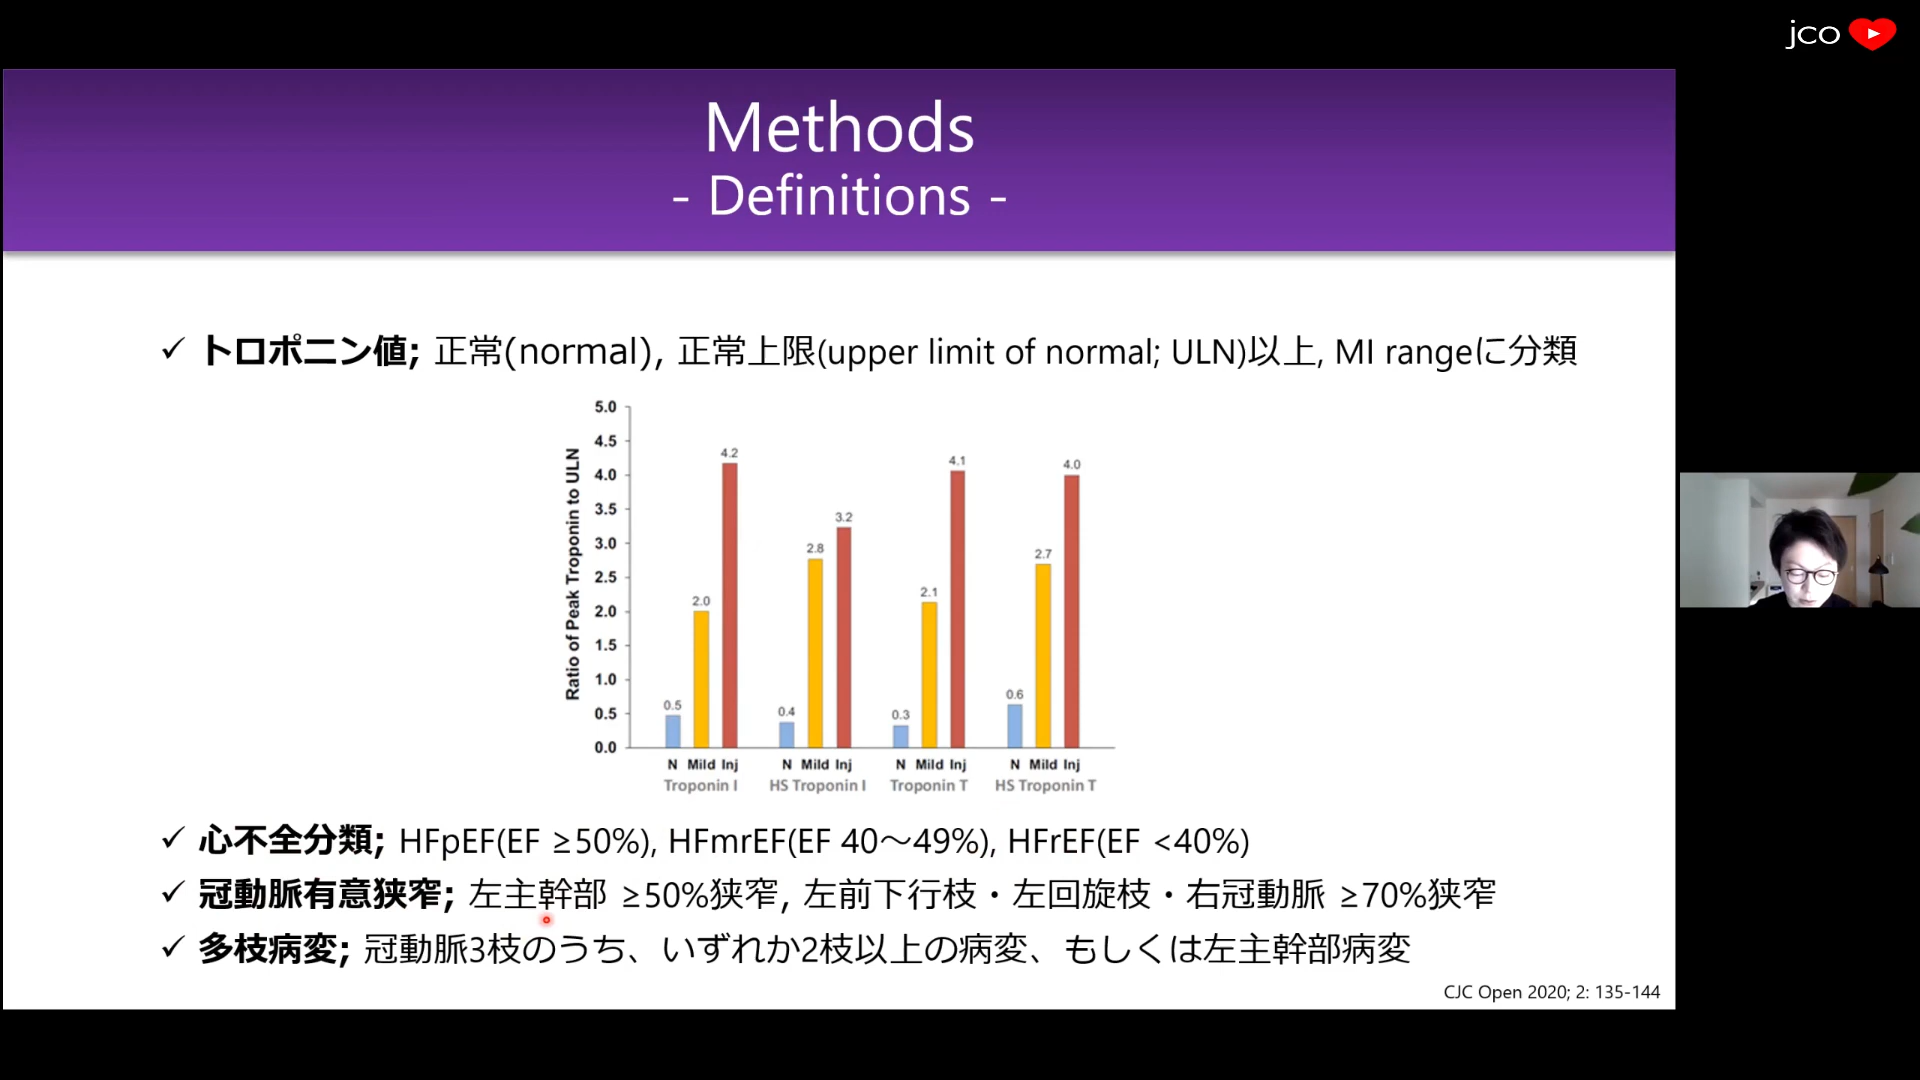 jco
Methods
- Definitions -
✓ トロポニン値; 正常(normal), 正常上限(upper limit of normal; ULN)以上, MI rangeに分類
Ratio of Peak Troponin to ULN
5.0
4.5
4.0
3.5
3.0
2.5
2.0
1.5
1.0
0.5
0.0
0.5 2.0 4.2
0.4 2.8 3.2
0.3 2.1 4.1
0.6 2.7 4.0
N Mild Inj N Mild Inj N Mild Inj N Mild Inj
Troponin I HS Troponin I Troponin T HS Troponin T
✓ 心不全分類; HFpEF(EF ≥50%), HFmrEF(EF 40～49%), HFrEF(EF <40%)
✓ 冠動脈有意狭窄; 左主幹部 ≥50%狭窄, 左前下行枝・左回旋枝・右冠動脈 ≥70%狭窄
✓ 多枝病変; 冠動脈3枝のうち、いずれか2枝以上の病変、もしくは左主幹部病変
CJC Open 2020; 2: 135-144